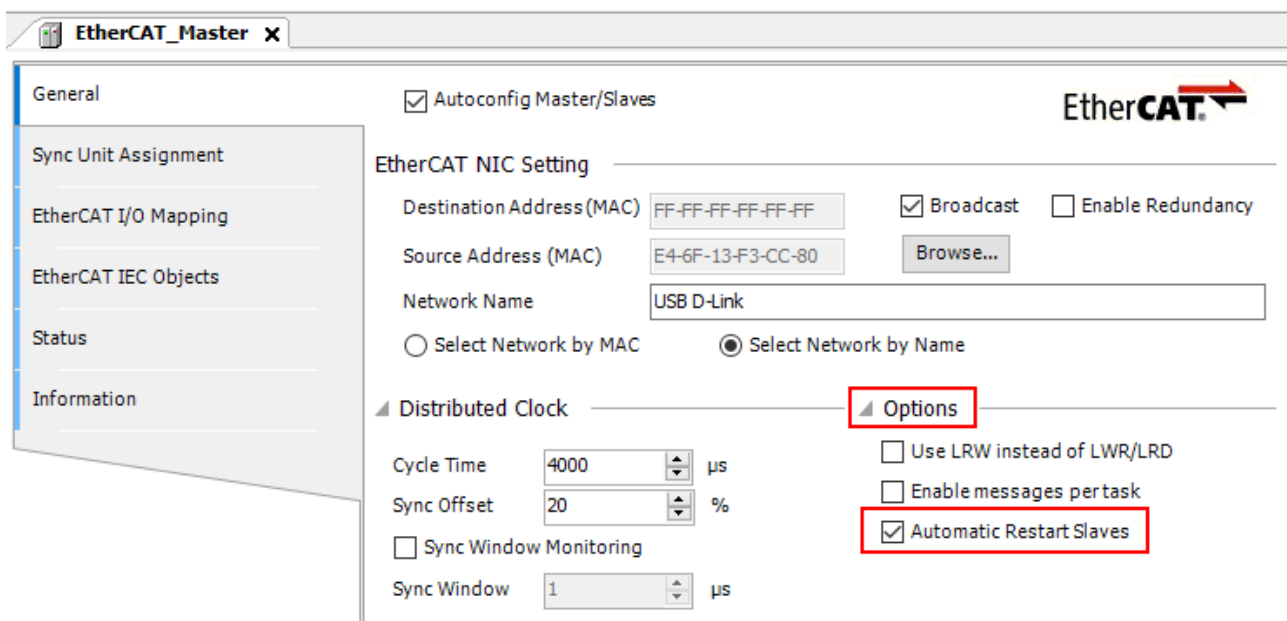 EtherCAT_Master X
General
Sync Unit Assignment
EtherCAT I/O Mapping
EtherCAT IEC Objects
Status
Information
Autoconfig Master/Slaves
EtherCAT.
EtherCAT NIC Setting
Destination Address (MAC) FF-FF-FF-FF-FF-FF Broadcast Enable Redundancy
Source Address (MAC) E4-6F-13-F3-CC-80 Browse...
Network Name USB D-Link
Select Network by MAC Select Network by Name
Distributed Clock
Cycle Time 4000 µs
Sync Offset 20 %
Sync Window Monitoring
Sync Window 1 µs
Options
Use LRW instead of LWR/LRD
Enable messages per task
Automatic Restart Slaves